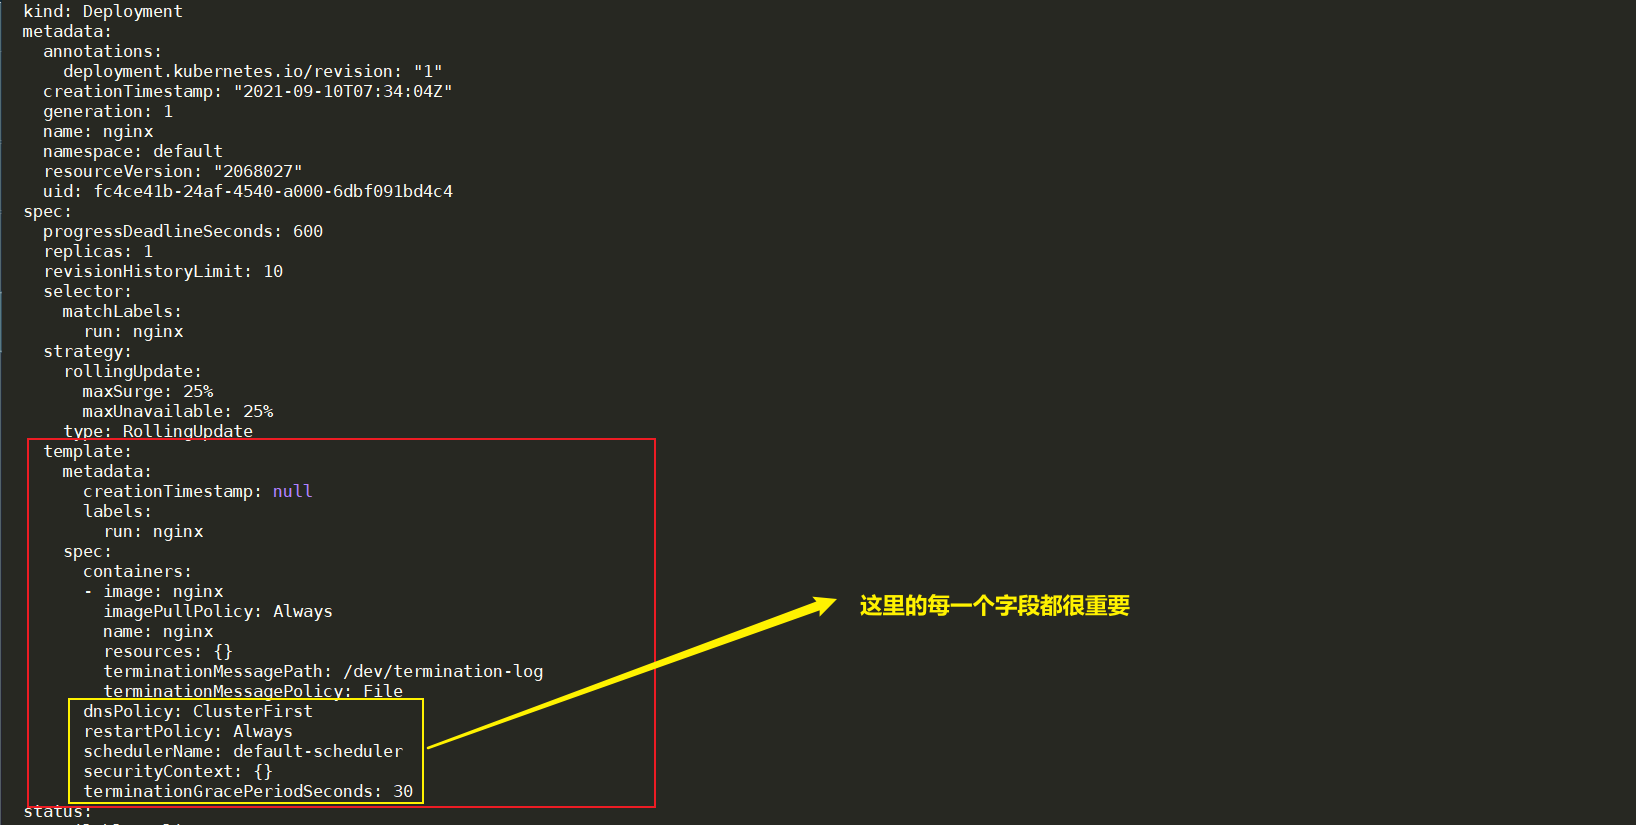 kind: Deployment
metadata:
  annotations:
    deployment.kubernetes.io/revision: "1"
  creationTimestamp: "2021-09-10T07:34:04Z"
  generation: 1
  name: nginx
  namespace: default
  resourceVersion: "2068027"
  uid: fc4ce41b-24af-4540-a000-6dbf091bd4c4
spec:
  progressDeadlineSeconds: 600
  replicas: 1
  revisionHistoryLimit: 10
  selector:
    matchLabels:
      run: nginx
  strategy:
    rollingUpdate:
      maxSurge: 25%
      maxUnavailable: 25%
    type: RollingUpdate
  template:
    metadata:
      creationTimestamp: null
      labels:
        run: nginx
    spec:
      containers:
      - image: nginx
        imagePullPolicy: Always
        name: nginx
        resources: {}
        terminationMessagePath: /dev/termination-log
        terminationMessagePolicy: File
      dnsPolicy: ClusterFirst
      restartPolicy: Always
      schedulerName: default-scheduler
      securityContext: {}
      terminationGracePeriodSeconds: 30
status:
这里的每一个字段都很重要